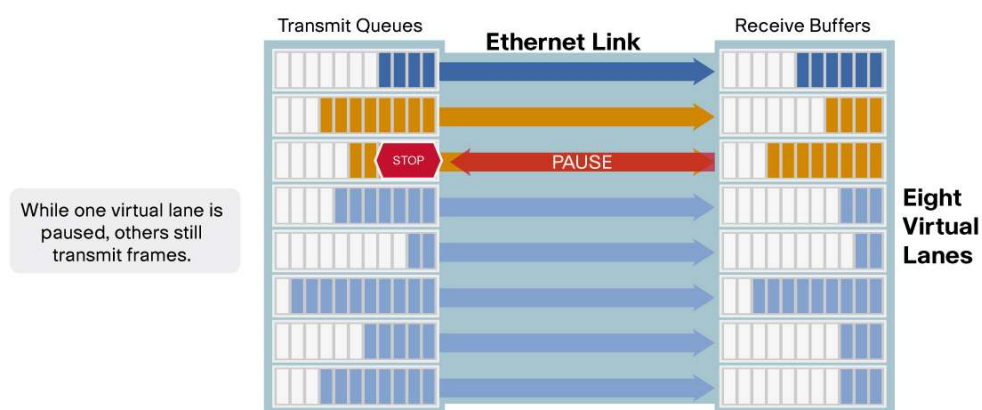 Transmit Queues
Ethernet Link
Receive Buffers
STOP
PAUSE
While one virtual lane is
paused, others still
transmit frames.
Eight
Virtual
Lanes